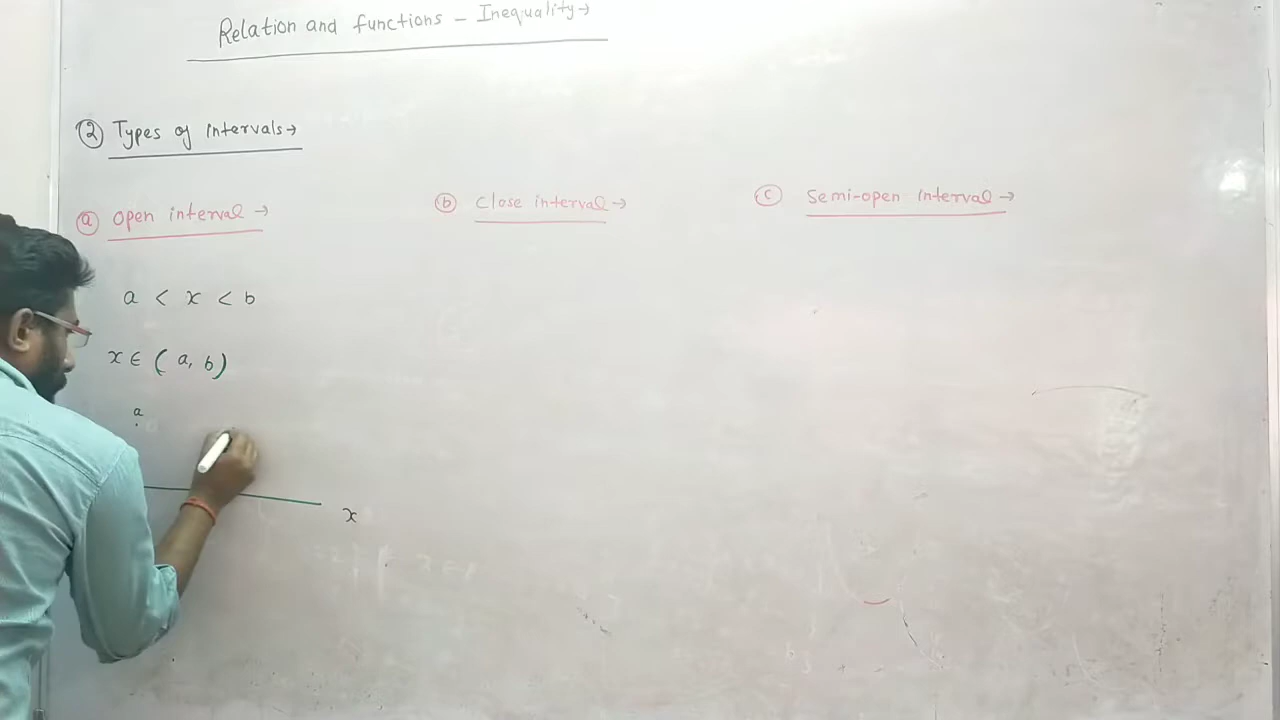 Relation and functions - Inequality →
② Types of intervals →
ⓐ open interval →
ⓑ close interval →
ⓒ Semi-open interval →
a < x < b
x ∈ (a, b)
a
x